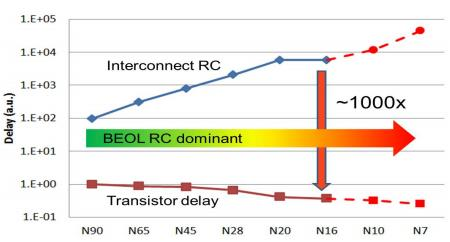 1.E+05
1.E+04
1.E+03
1.E+02
1.E+01
1.E+00
1.E-01
Delay (a.u.)
Interconnect RC
~1000x
BEOL RC dominant
Transistor delay
N90 N65 N45 N28 N20 N16 N10 N7